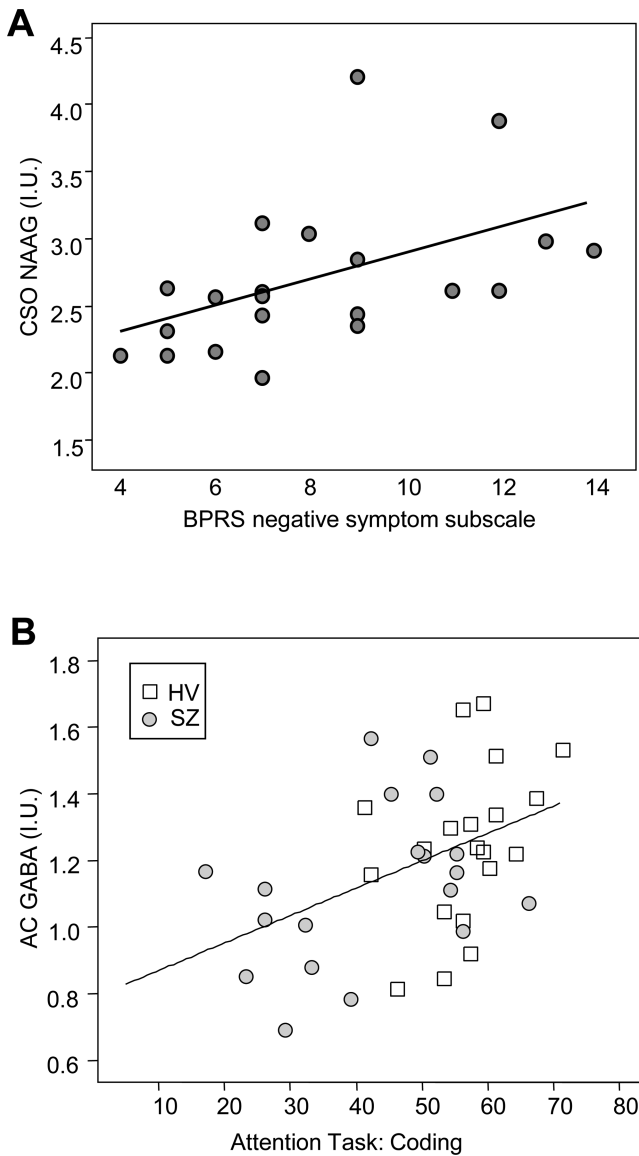 A
4.5
4.0
3.5
3.0
2.5
2.0
1.5
CSO NAAG (I.U.)
4 6 8 10 12 14
BPRS negative symptom subscale
B
1.8
1.6
1.4
1.2
1.0
0.8
0.6
AC GABA (I.U.)
HV
SZ
10 20 30 40 50 60 70 80
Attention Task: Coding